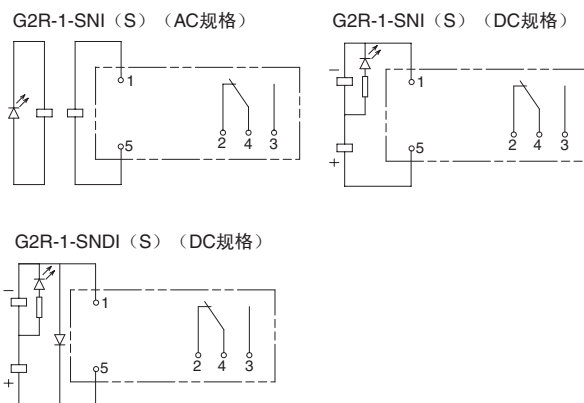 G2R-1-SNI（S）（AC规格）
1
5
2 4 3
G2R-1-SNI（S）（DC规格）
−
+
1
5
2 4 3
G2R-1-SNDI（S）（DC规格）
−
+
1
5
2 4 3